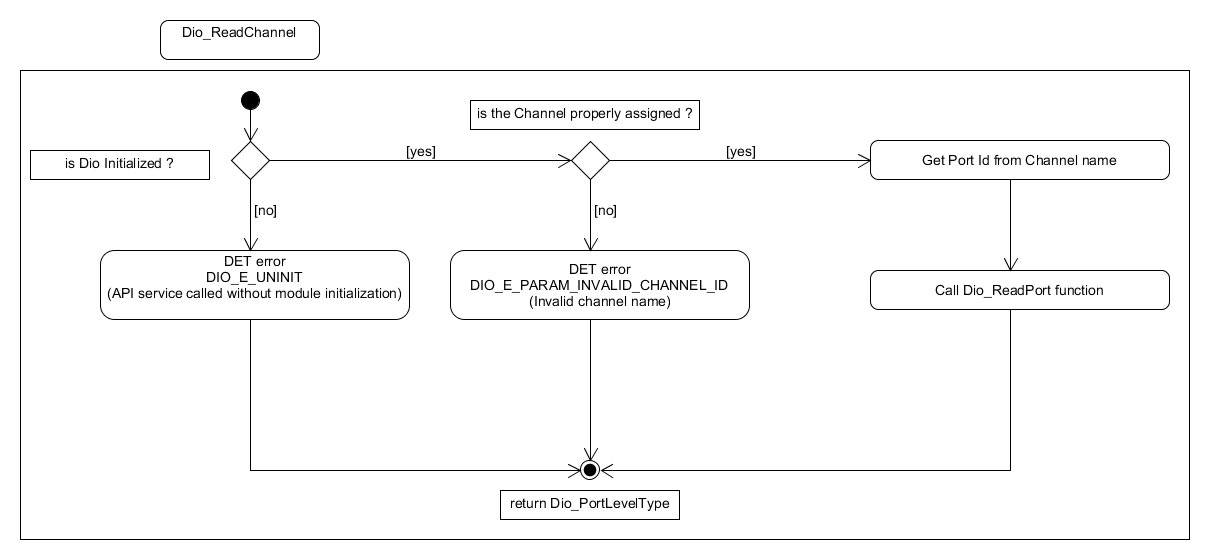 Dio_ReadChannel
is the Channel properly assigned ?
is Dio Initialized ?
[yes]
[yes]
Get Port Id from Channel name
[no]
[no]
DET error
DIO_E_UNINIT
(API service called without module initialization)
DET error
DIO_E_PARAM_INVALID_CHANNEL_ID
(Invalid channel name)
Call Dio_ReadPort function
return Dio_PortLevelType